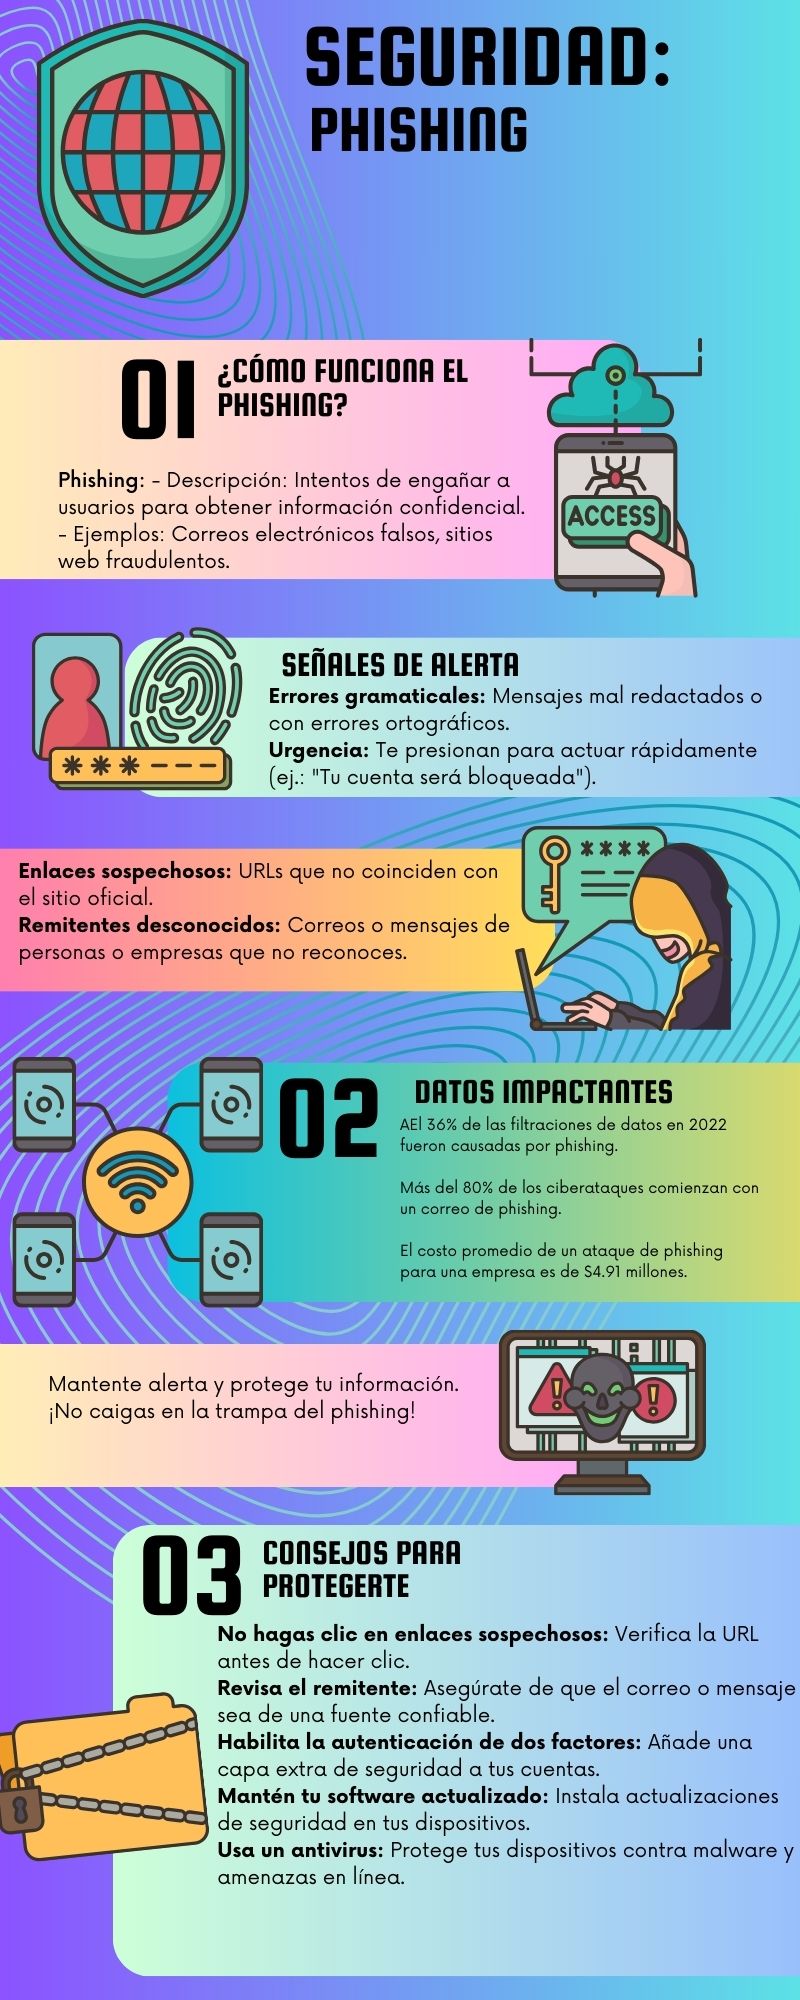 SEGURIDAD:
PHISHING
01
¿CÓMO FUNCIONA EL
PHISHING?
Phishing: - Descripción: Intentos de engañar a
usuarios para obtener información confidencial.
- Ejemplos: Correos electrónicos falsos, sitios
web fraudulentos.
ACCESS
SEÑALES DE ALERTA
Errores gramaticales: Mensajes mal redactados o
con errores ortográficos.
Urgencia: Te presionan para actuar rápidamente
(ej.: "Tu cuenta será bloqueada").
Enlaces sospechosos: URLs que no coinciden con
el sitio oficial.
Remitentes desconocidos: Correos o mensajes de
personas o empresas que no reconoces.
02
DATOS IMPACTANTES
AEl 36% de las filtraciones de datos en 2022
fueron causadas por phishing.
Más del 80% de los ciberataques comienzan con
un correo de phishing.
El costo promedio de un ataque de phishing
para una empresa es de $4.91 millones.
Mantente alerta y protege tu información.
¡No caigas en la trampa del phishing!
03
CONSEJOS PARA
PROTEGERTE
No hagas clic en enlaces sospechosos: Verifica la URL
antes de hacer clic.
Revisa el remitente: Asegúrate de que el correo o mensaje
sea de una fuente confiable.
Habilita la autenticación de dos factores: Añade una
capa extra de seguridad a tus cuentas.
Mantén tu software actualizado: Instala actualizaciones
de seguridad en tus dispositivos.
Usa un antivirus: Protege tus dispositivos contra malware y
amenazas en línea.